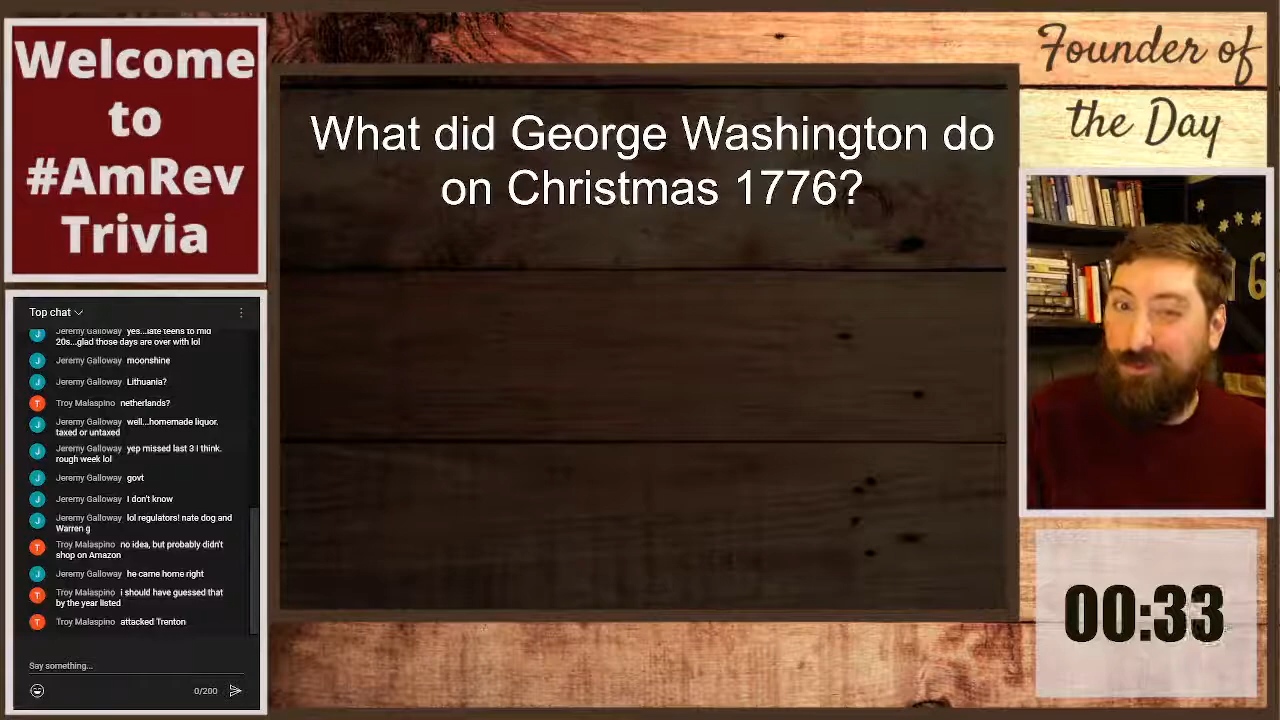 Welcome
to
#AmRev
Trivia
What did George Washington do
on Christmas 1776?
Founder of
the Day
Top chat
J Jeremy Galloway yes...late teens to mid
20s...glad those days are over with lol
J Jeremy Galloway moonshine
J Jeremy Galloway Lithuania?
T Troy Malaspino netherlands?
J Jeremy Galloway well...homemade liquor.
taxed or untaxed
J Jeremy Galloway yep missed last 3 I think.
rough week lol
J Jeremy Galloway govt
J Jeremy Galloway I don't know
J Jeremy Galloway lol regulators! nate dog and
Warren g
T Troy Malaspino no idea, but probably didn't
shop on Amazon
J Jeremy Galloway he came home right
T Troy Malaspino i should have guessed that
by the year listed
T Troy Malaspino attacked Trenton
Say something...
0/200
00:33